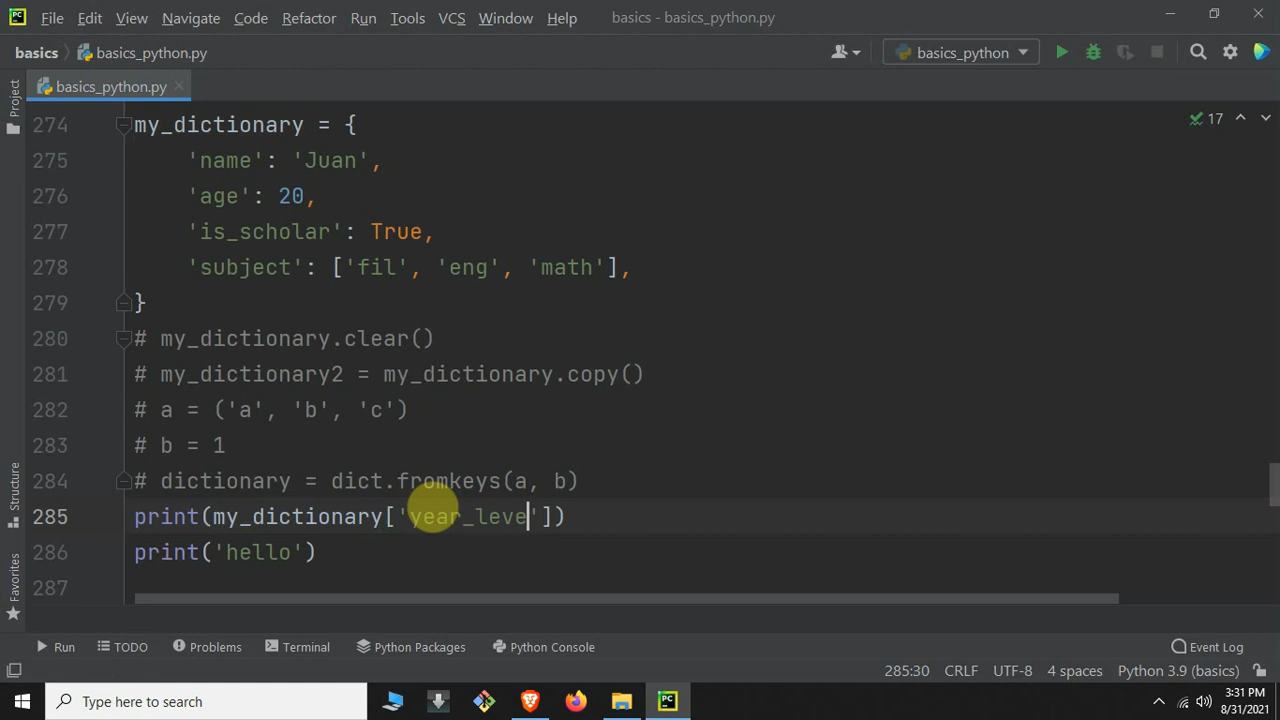 File Edit View Navigate Code Refactor Run Tools VCS Window Help basics - basics_python.py
basics basics_python.py basics_python
basics_python.py
Project
274 my_dictionary = {
17
275 'name': 'Juan',
276 'age': 20,
277 'is_scholar': True,
278 'subject': ['fil', 'eng', 'math'],
279 }
280 # my_dictionary.clear()
281 # my_dictionary2 = my_dictionary.copy()
282 # a = ('a', 'b', 'c')
283 # b = 1
284 # dictionary = dict.fromkeys(a, b)
285 print(my_dictionary['year_leve'])
286 print('hello')
287
Structure
Favorites
Run TODO Problems Terminal Python Packages Python Console Event Log
285:30 CRLF UTF-8 4 spaces Python 3.9 (basics)
Type here to search
3:31 PM
8/31/2021